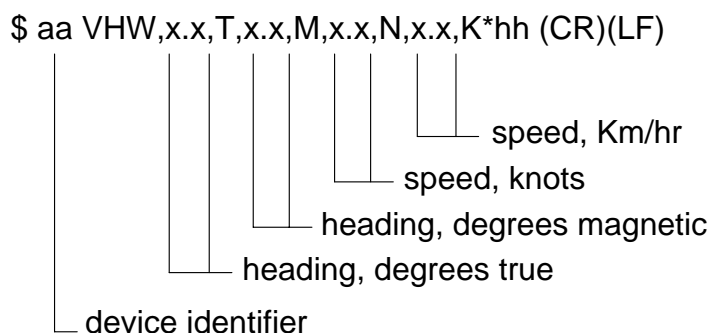 $ aa VHW,x.x,T,x.x,M,x.x,N,x.x,K*hh (CR)(LF)
speed, Km/hr
speed, knots
heading, degrees magnetic
heading, degrees true
device identifier